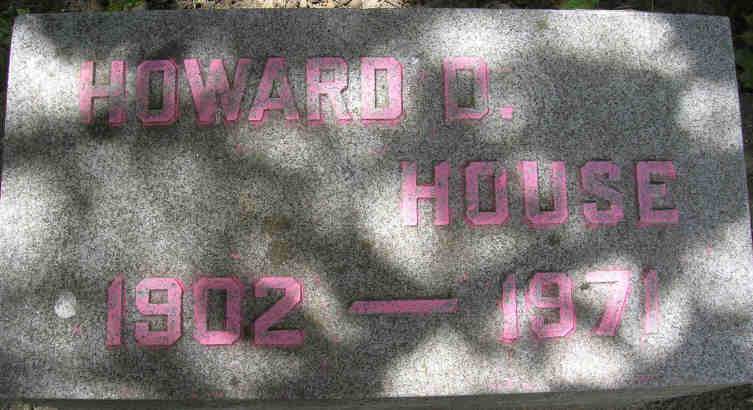 HOWARD D.
HOUSE
1902 — 1971